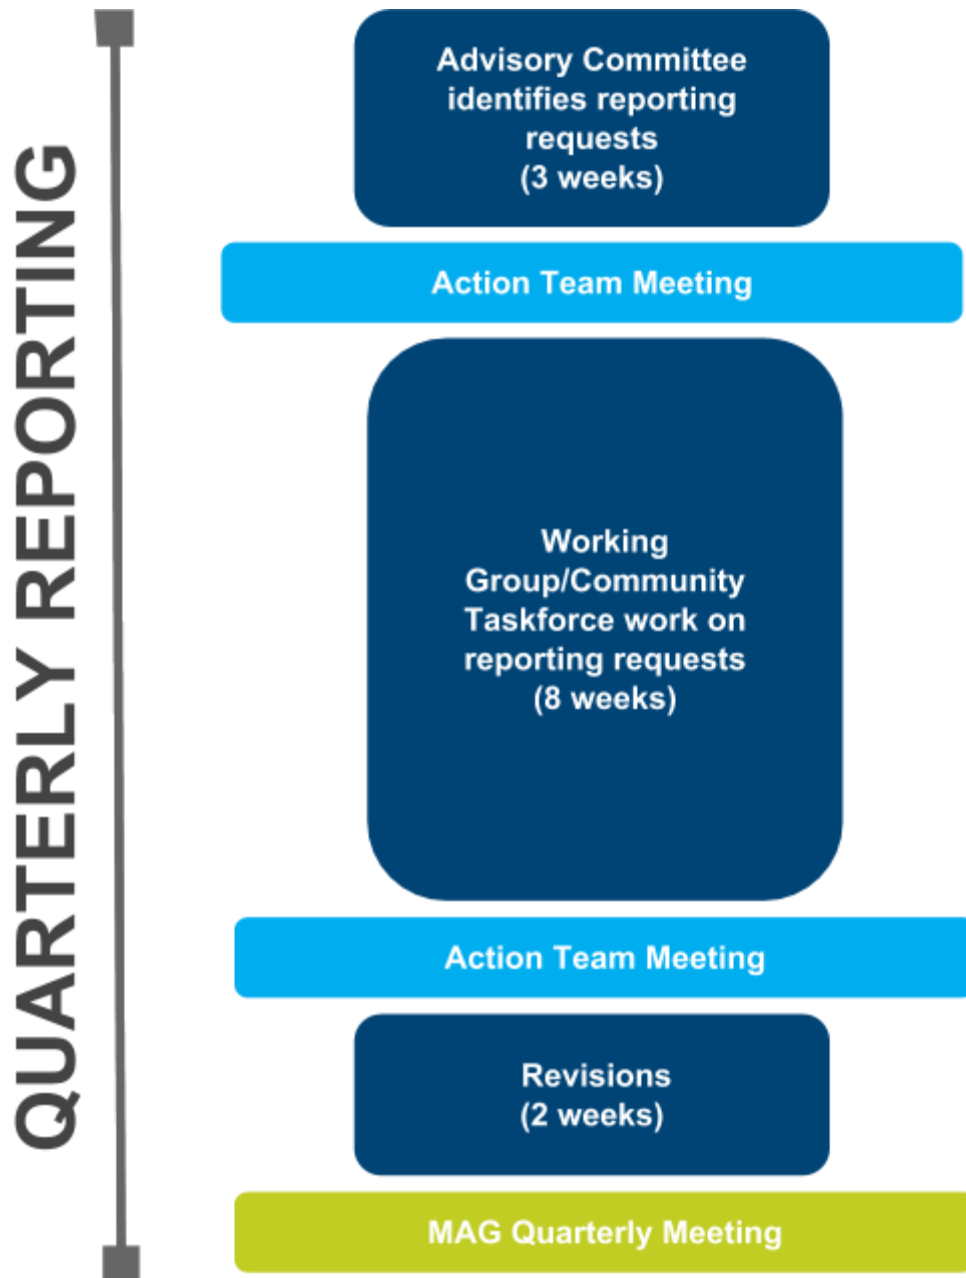 QUARTERLY REPORTING
Advisory Committee
identifies reporting
requests
(3 weeks)
Action Team Meeting
Working
Group/Community
Taskforce work on
reporting requests
(8 weeks)
Action Team Meeting
Revisions
(2 weeks)
MAG Quarterly Meeting